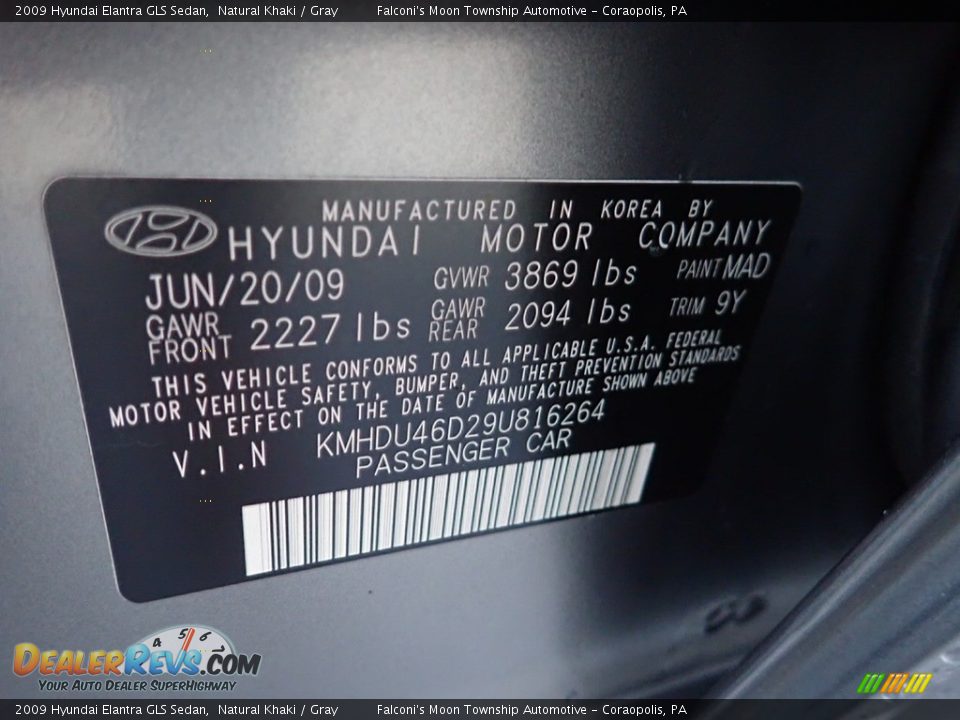 2009 Hyundai Elantra GLS Sedan, Natural Khaki / Gray Falconi's Moon Township Automotive - Coraopolis, PA
MANUFACTURED IN KOREA BY
HYUNDAI MOTOR COMPANY
JUN/20/09 GVWR 3869 lbs PAINT MAD
GAWR FRONT 2227 lbs GAWR REAR 2094 lbs TRIM 9Y
THIS VEHICLE CONFORMS TO ALL APPLICABLE U.S.A. FEDERAL
MOTOR VEHICLE SAFETY, BUMPER, AND THEFT PREVENTION STANDARDS
IN EFFECT ON THE DATE OF MANUFACTURE SHOWN ABOVE
V.I.N KMHDU46D29U816264
PASSENGER CAR
4 5 6 7
DEALERREVS.COM
YOUR AUTO DEALER SUPERHIGHWAY
2009 Hyundai Elantra GLS Sedan, Natural Khaki / Gray Falconi's Moon Township Automotive - Coraopolis, PA